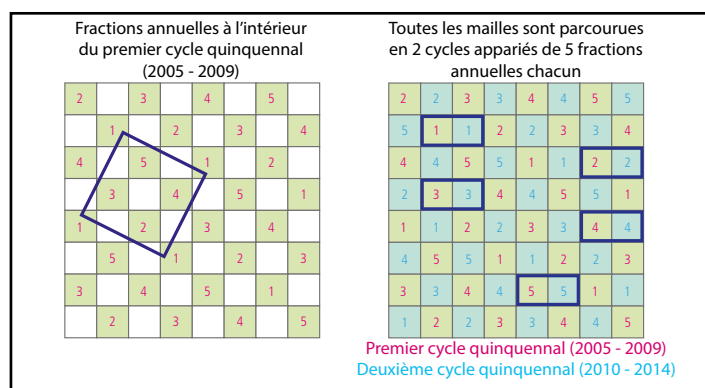 Fractions annuelles à l'intérieur
du premier cycle quinquennal
(2005 - 2009)
2 3 4 5
1 2 3 4
4 5 1 2
3 4 5 1
1 2 3 4
5 1 2 3
3 4 5 1
2 3 4 5
Toutes les mailles sont parcourues
en 2 cycles appariés de 5 fractions
annuelles chacun
2 2 3 3 4 4 5 5
5 1 1 2 2 3 3 4
4 4 5 5 1 1 2 2
2 3 3 4 4 5 5 1
1 1 2 2 3 3 4 4
4 5 5 1 1 2 2 3
3 3 4 4 5 5 1 1
1 2 2 3 3 4 4 5
Premier cycle quinquennal (2005 - 2009)
Deuxième cycle quinquennal (2010 - 2014)